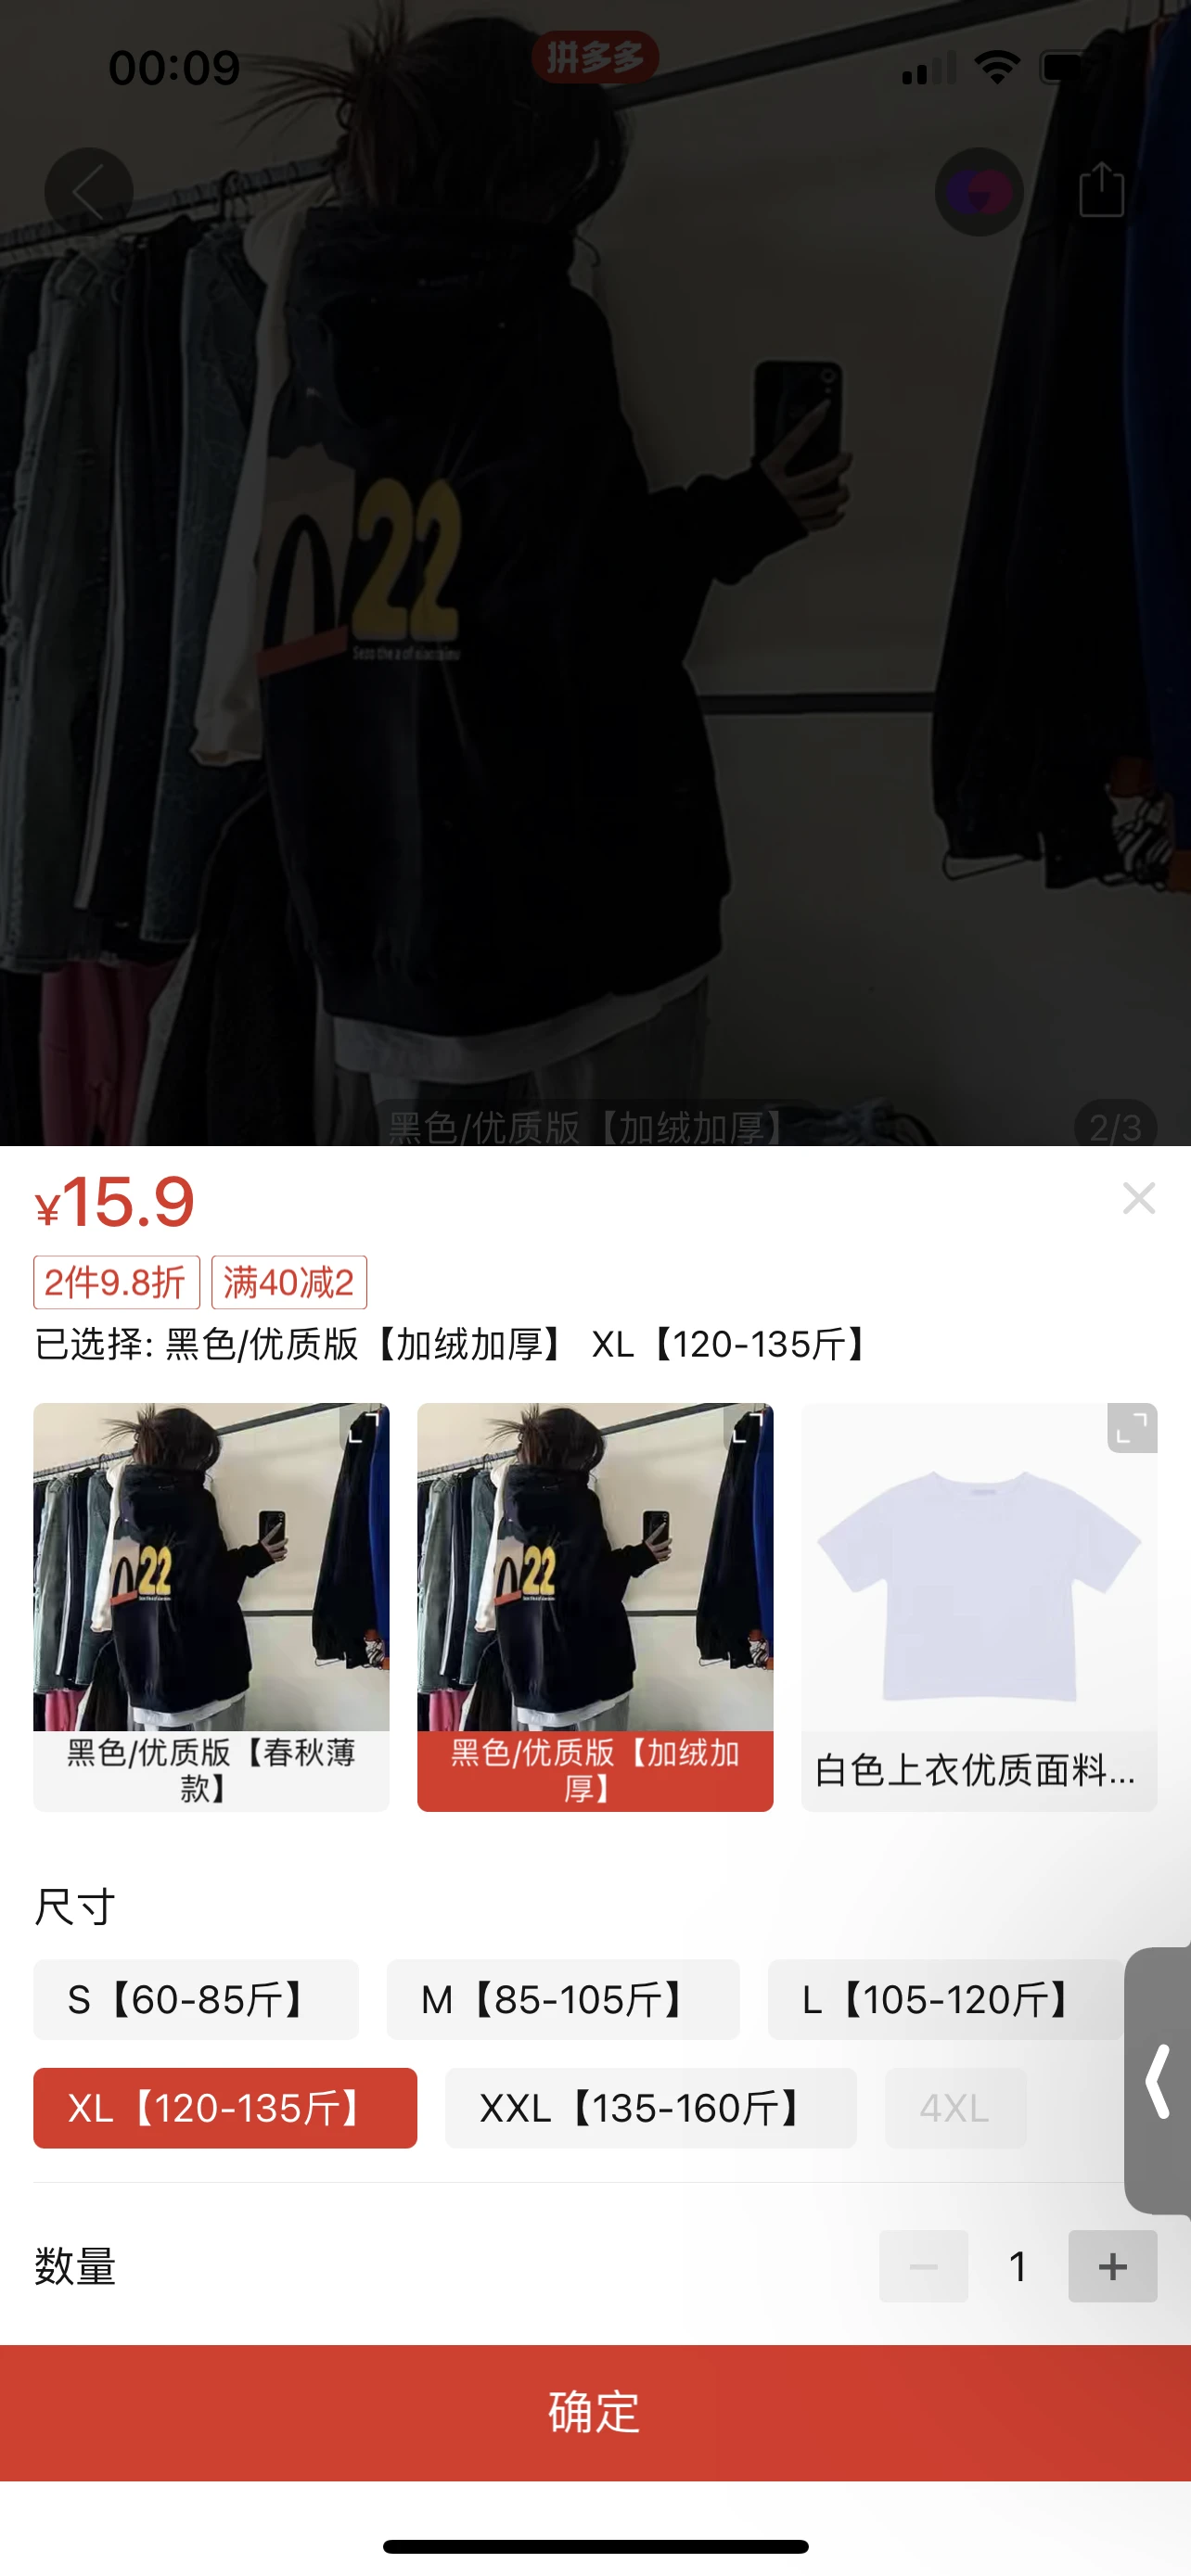 00:09
拼多多
22
黑色/优质版【加绒加厚】
2/3
¥15.9
2件9.8折 满40减2
已选择: 黑色/优质版【加绒加厚】 XL【120-135斤】
22
22
黑色/优质版【春秋薄
款】
黑色/优质版【加绒加
厚】
白色上衣优质面料...
尺寸
S【60-85斤】 M【85-105斤】 L【105-120斤】
XL【120-135斤】 XXL【135-160斤】 4XL
数量
1
确定